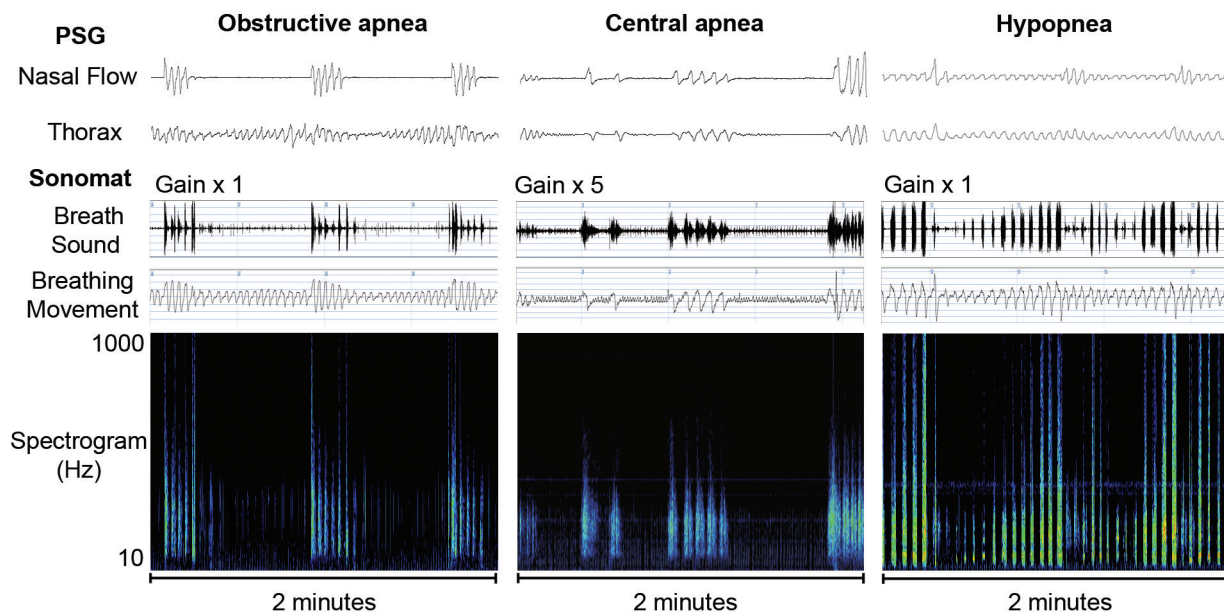 PSG
Obstructive apnea
Central apnea
Hypopnea
Nasal Flow
Thorax
Sonomat
Gain x 1
Gain x 5
Gain x 1
Breath
Sound
Breathing
Movement
1000
Spectrogram
(Hz)
10
2 minutes
2 minutes
2 minutes